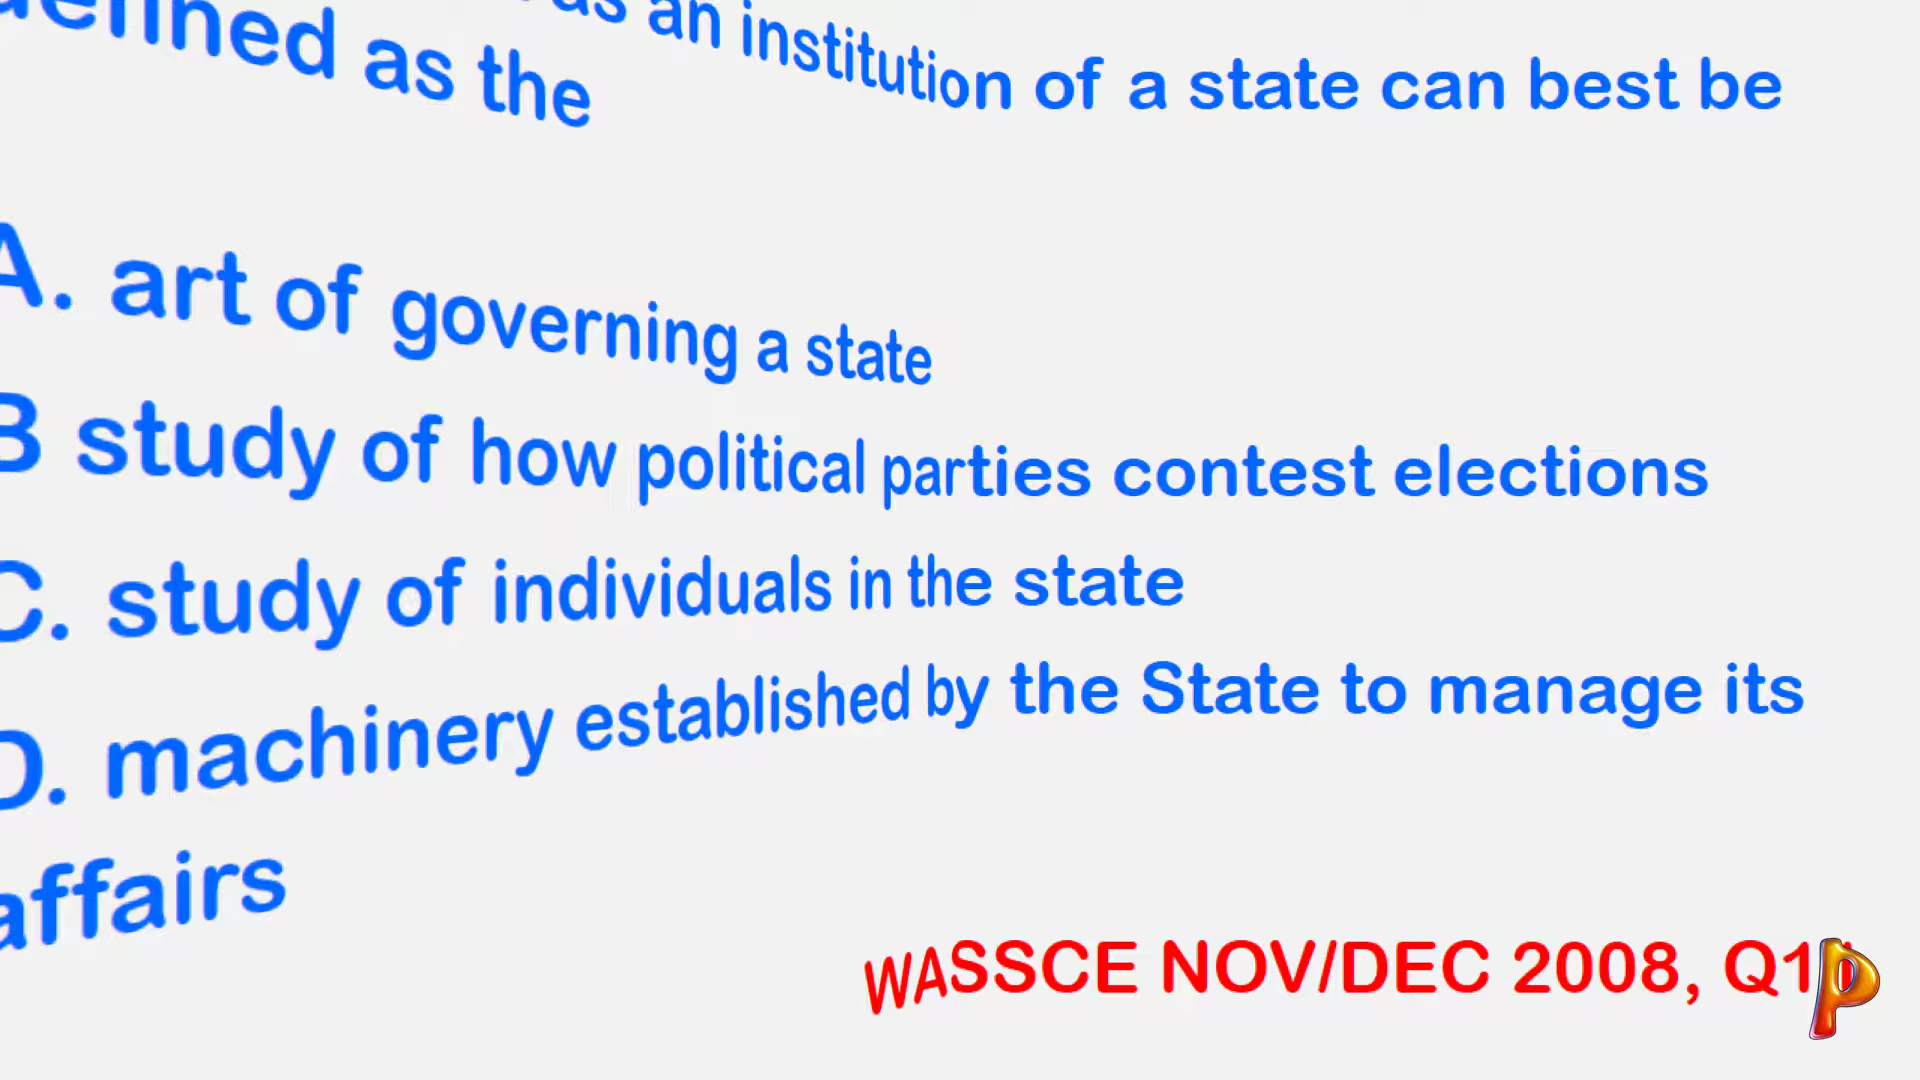 as an institution of a state can best be
defined as the
A. art of governing a state
B study of how political parties contest elections
C. study of individuals in the state
D. machinery established by the State to manage its
affairs
WASSCE NOV/DEC 2008,
P